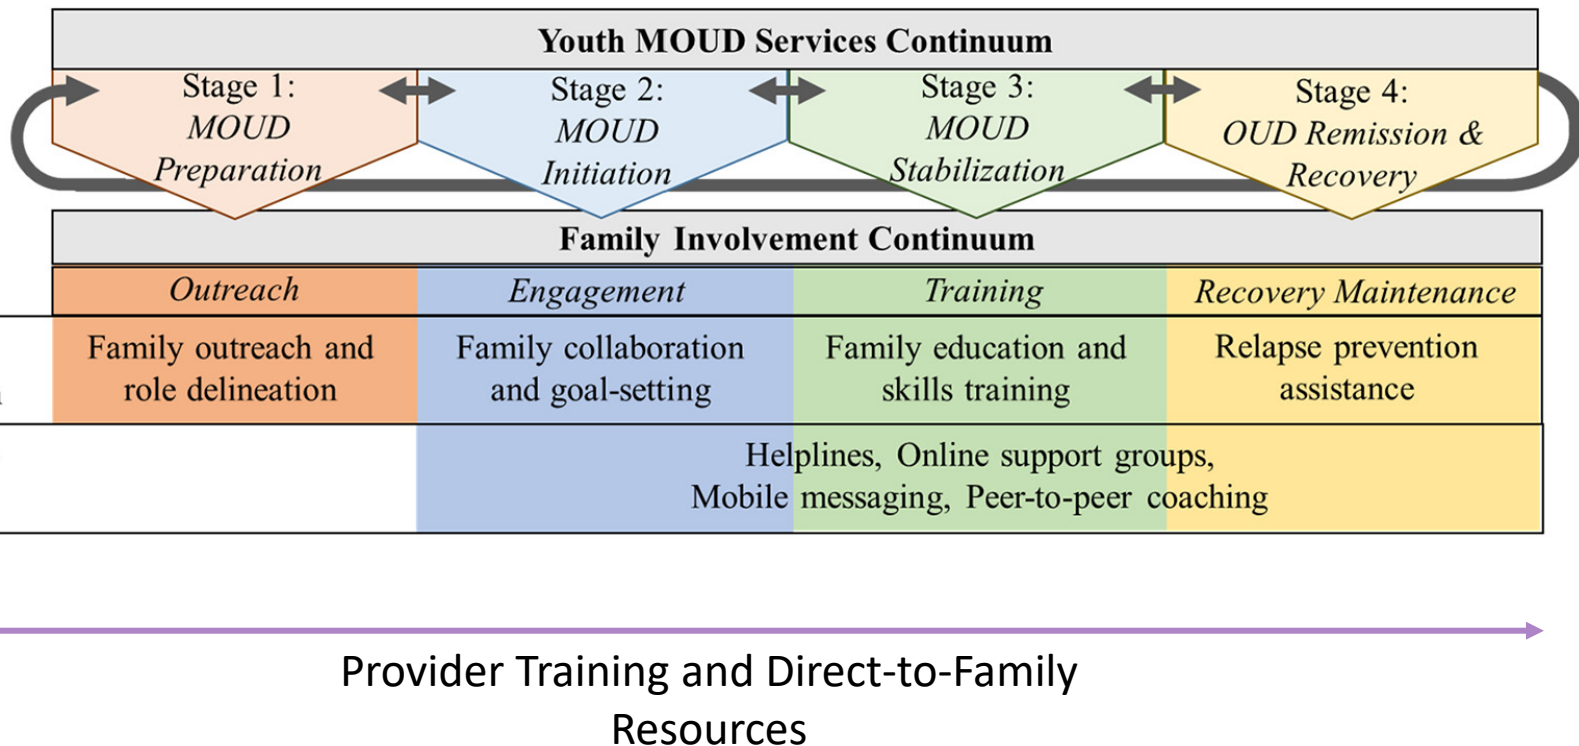 Youth MOUD Services Continuum
Stage 1:
MOUD
Preparation
Stage 2:
MOUD
Initiation
Stage 3:
MOUD
Stabilization
Stage 4:
OUD Remission &
Recovery
Family Involvement Continuum
Outreach
Engagement
Training
Recovery Maintenance
Family outreach and
role delineation
Family collaboration
and goal-setting
Family education and
skills training
Relapse prevention
assistance
Helplines, Online support groups,
Mobile messaging, Peer-to-peer coaching
Provider Training and Direct-to-Family
Resources